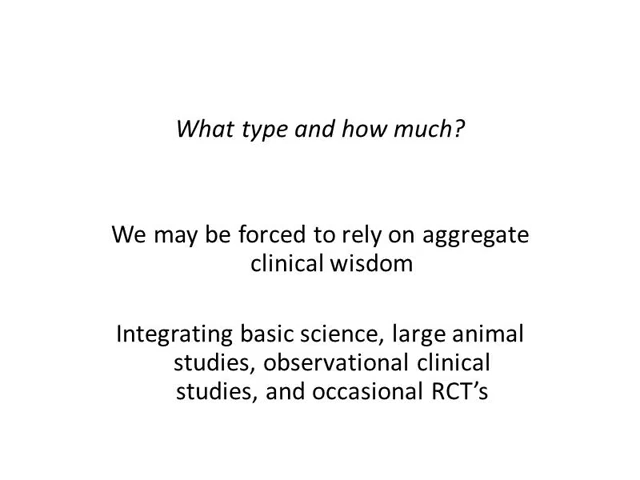 What type and how much?
We may be forced to rely on aggregate
clinical wisdom
Integrating basic science, large animal
studies, observational clinical
studies, and occasional RCT’s